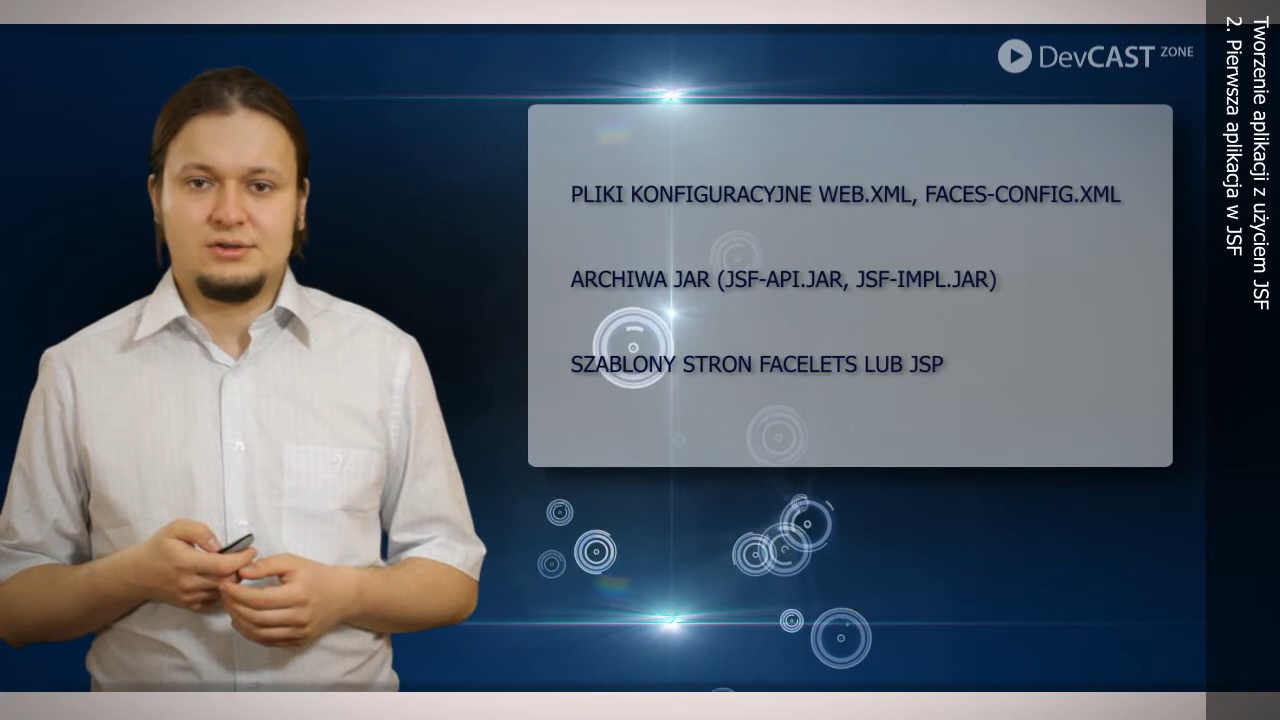 DevCAST ZONE
PLIKI KONFIGURACYJNE WEB.XML, FACES-CONFIG.XML
ARCHIWA JAR (JSF-API.JAR, JSF-IMPL.JAR)
SZABLONY STRON FACELETS LUB JSP
Tworzenie aplikacji z użyciem JSF
2. Pierwsza aplikacja w JSF